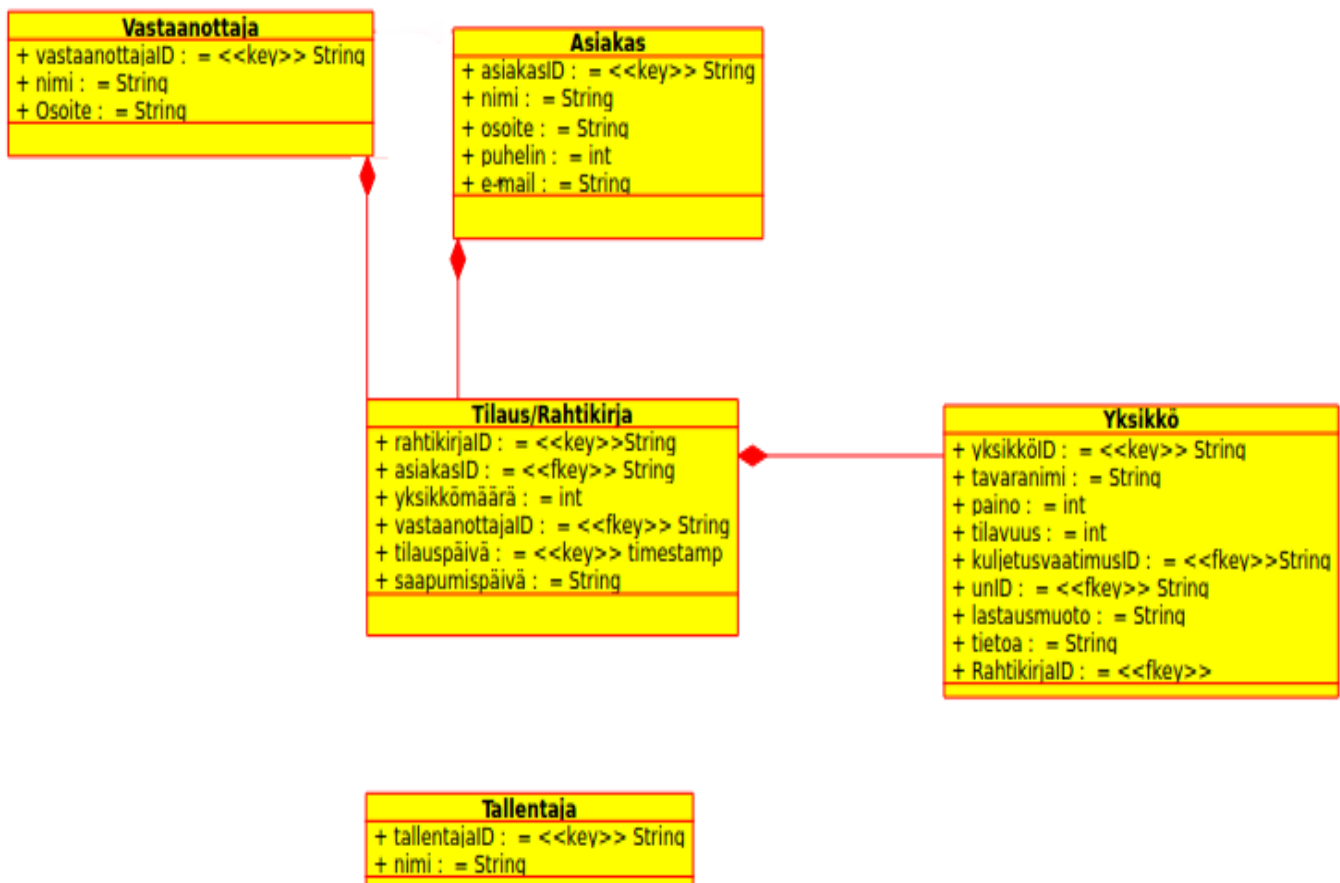 Vastaanottaja
+ vastaanottajaID : = <<key>> String
+ nimi : = String
+ Osoite : = String
Asiakas
+ asiakasID : = <<key>> String
+ nimi : = String
+ osoite : = String
+ puhelin : = int
+ e-mail : = String
Tilaus/Rahtikirja
+ rahtikirjaID : = <<key>>String
+ asiakasID : = <<fkey>> String
+ yksikkömäärä : = int
+ vastaanottajaID : = <<fkey>> String
+ tilauspäivä : = <<key>> timestamp
+ saapumispäivä : = String
Yksikkö
+ yksikköID : = <<key>> String
+ tavaranimi : = String
+ paino : = int
+ tilavuus : = int
+ kuljetusvaatimusID : = <<fkey>>String
+ unID : = <<fkey>> String
+ lastausmuoto : = String
+ tietoa : = String
+ RahtikirjaID : = <<fkey>>
Tallentaja
+ tallentajaID : = <<key>> String
+ nimi : = String